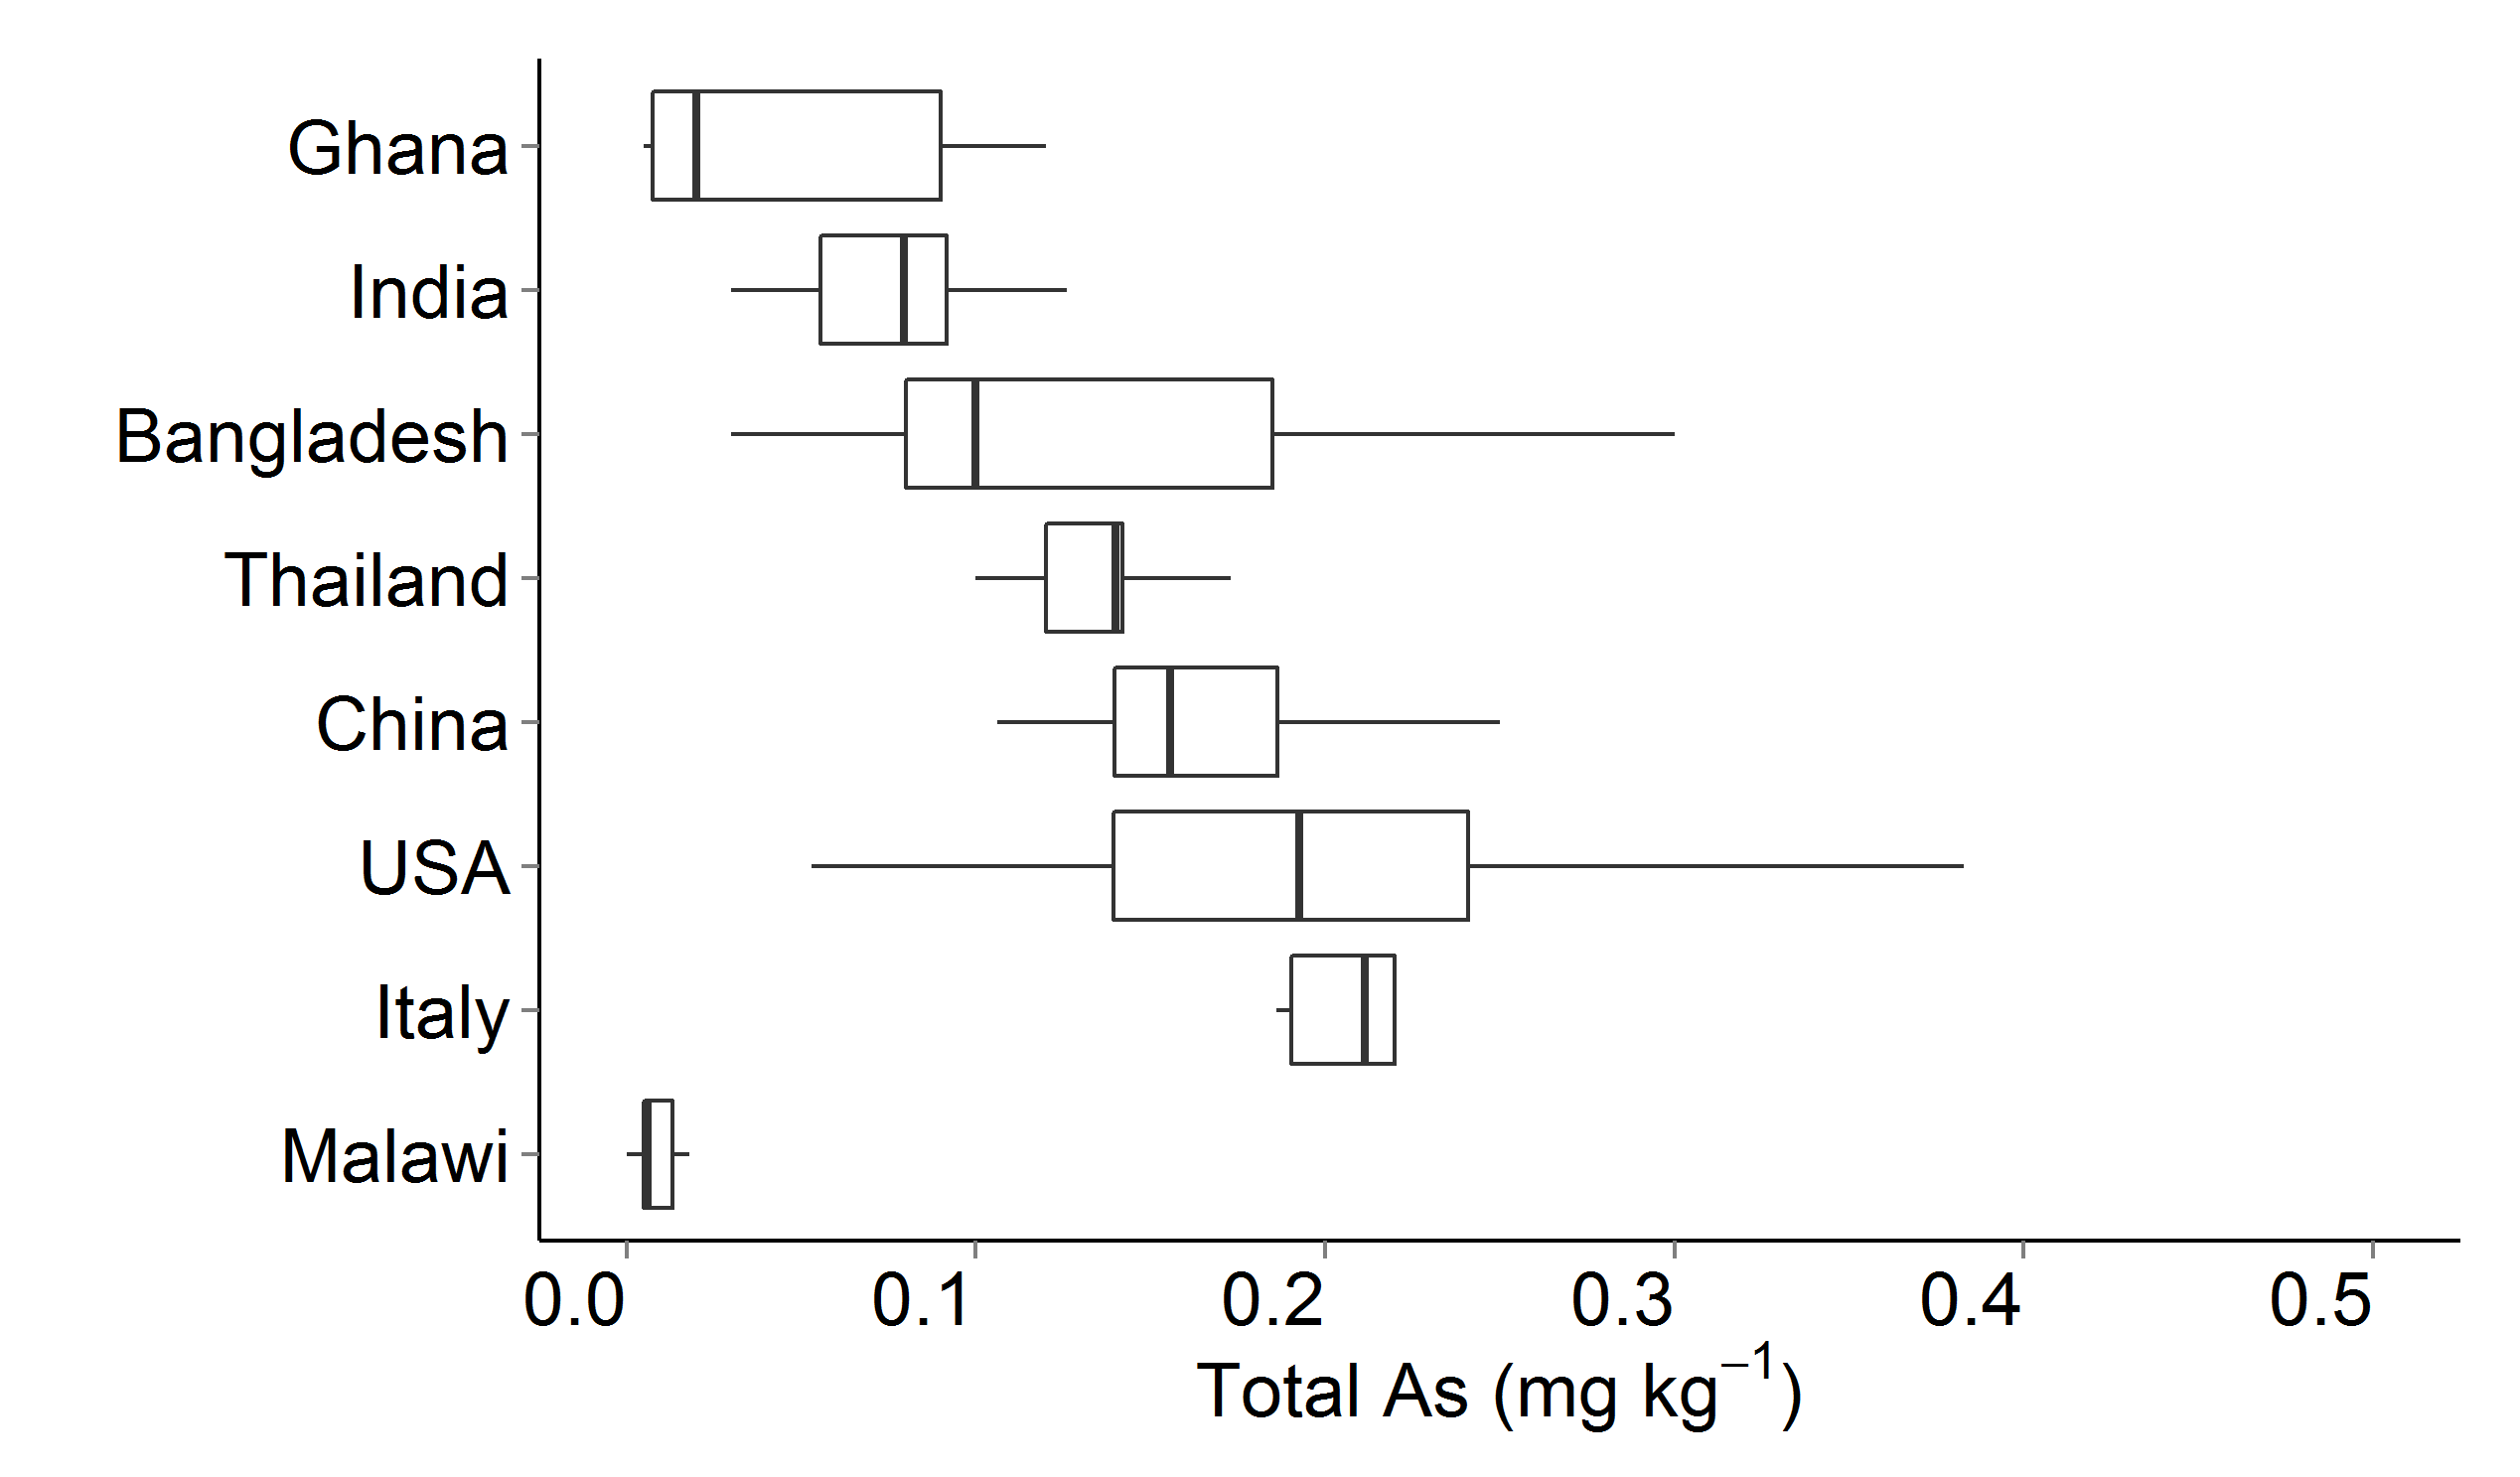 Ghana
India
Bangladesh
Thailand
China
USA
Italy
Malawi
0.0 0.1 0.2 0.3 0.4 0.5
Total As (mg kg⁻¹)